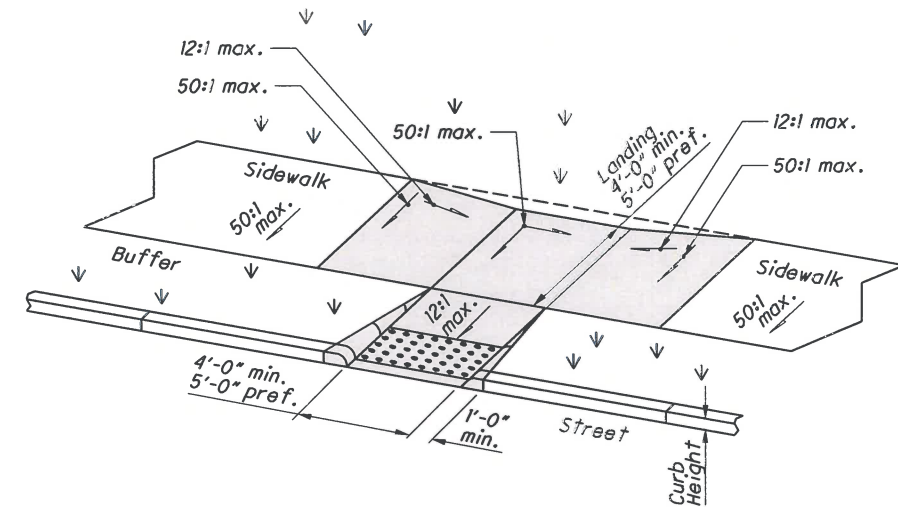 12:1 max.
50:1 max.
50:1 max.
Landing
4'-0" min.
5'-0" pref.
12:1 max.
50:1 max.
Sidewalk
50:1
max.
Buffer
12:1
max.
Sidewalk
50:1
max.
4'-0" min.
5'-0" pref.
1'-0"
min.
Street
Curb
Height